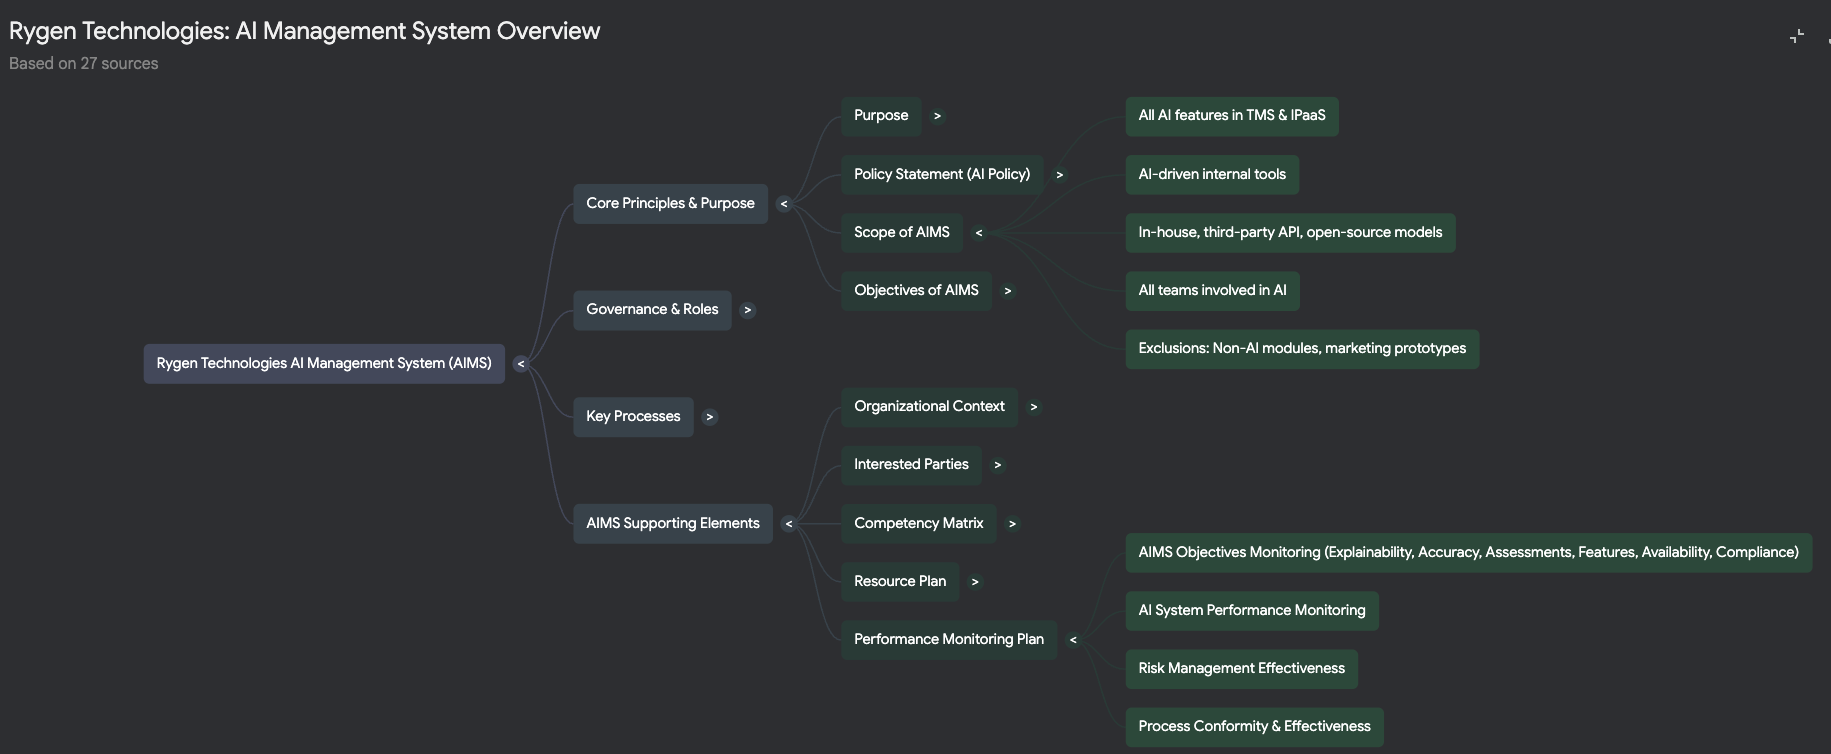 Rygen Technologies: AI Management System Overview
Based on 27 sources
Rygen Technologies AI Management System (AIMS) <
Core Principles & Purpose <
Purpose >
Policy Statement (AI Policy) >
Scope of AIMS <
All AI features in TMS & IPaaS
AI-driven internal tools
In-house, third-party API, open-source models
All teams involved in AI
Exclusions: Non-AI modules, marketing prototypes
Objectives of AIMS >
Governance & Roles >
Key Processes >
AIMS Supporting Elements <
Organizational Context >
Interested Parties >
Competency Matrix >
Resource Plan >
Performance Monitoring Plan <
AIMS Objectives Monitoring (Explainability, Accuracy, Assessments, Features, Availability, Compliance)
AI System Performance Monitoring
Risk Management Effectiveness
Process Conformity & Effectiveness